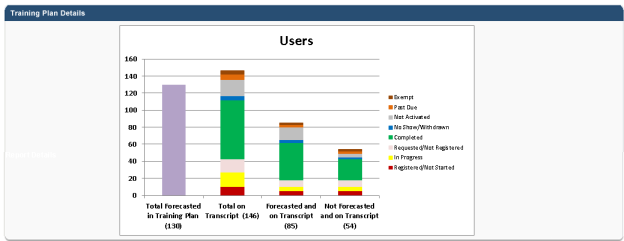 Training Plan Details
Users
160
140
120
100
80
60
40
20
0
Exempt
Past Due
Not Activated
No Show/Withdrawn
Completed
Requested/Not Registered
In Progress
Registered/Not Started
Total Forecasted
in Training Plan
(130)
Total on
Transcript (146)
Forecasted and
on Transcript
(85)
Not Forecasted
and on Transcript
(54)